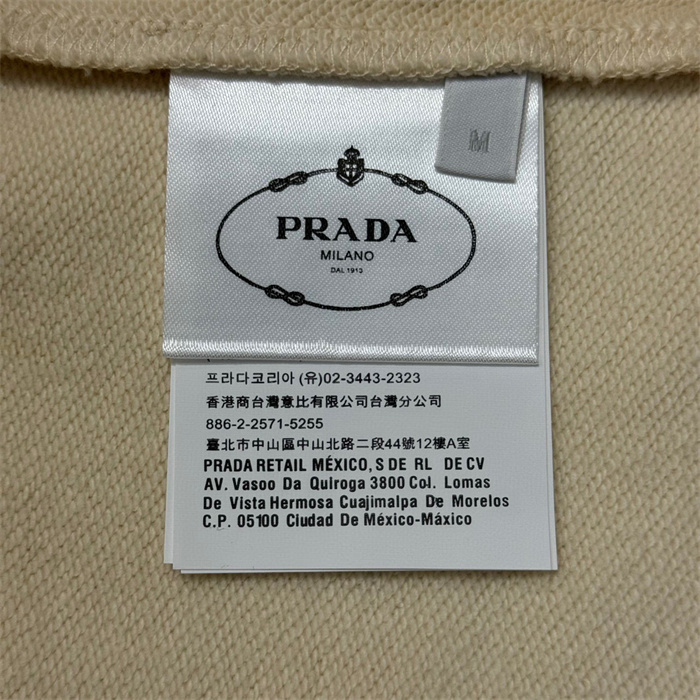 M
PRADA
MILANO
DAL 1913
프라다코리아 (유)02-3443-2323
香港商台灣意比有限公司台灣分公司
886-2-2571-5255
臺北市中山區中山北路二段44號12樓A室
PRADA RETAIL MÉXICO, S DE RL DE CV
AV. Vasoo Da Quiroga 3800 Col. Lomas
De Vista Hermosa Cuajimalpa De Morelos
C.P. 05100 Ciudad De México-Máxico